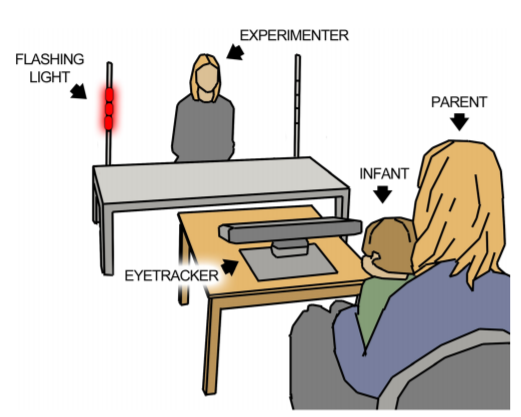 EXPERIMENTER
FLASHING
LIGHT
PARENT
INFANT
EYETRACKER